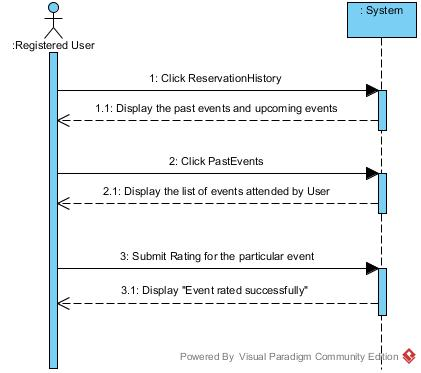 :Registered User
: System
1: Click ReservationHistory
1.1: Display the past events and upcoming events
2: Click PastEvents
2.1: Display the list of events attended by User
3: Submit Rating for the particular event
3.1: Display "Event rated successfully"
Powered By Visual Paradigm Community Edition